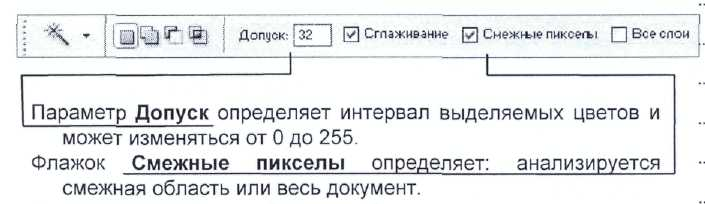 Допуск: 32 Сглаживание Смежные пикселы Все слои
Параметр Допуск определяет интервал выделяемых цветов и
может изменяться от 0 до 255.
Флажок Смежные пикселы определяет: анализируется
смежная область или весь документ.